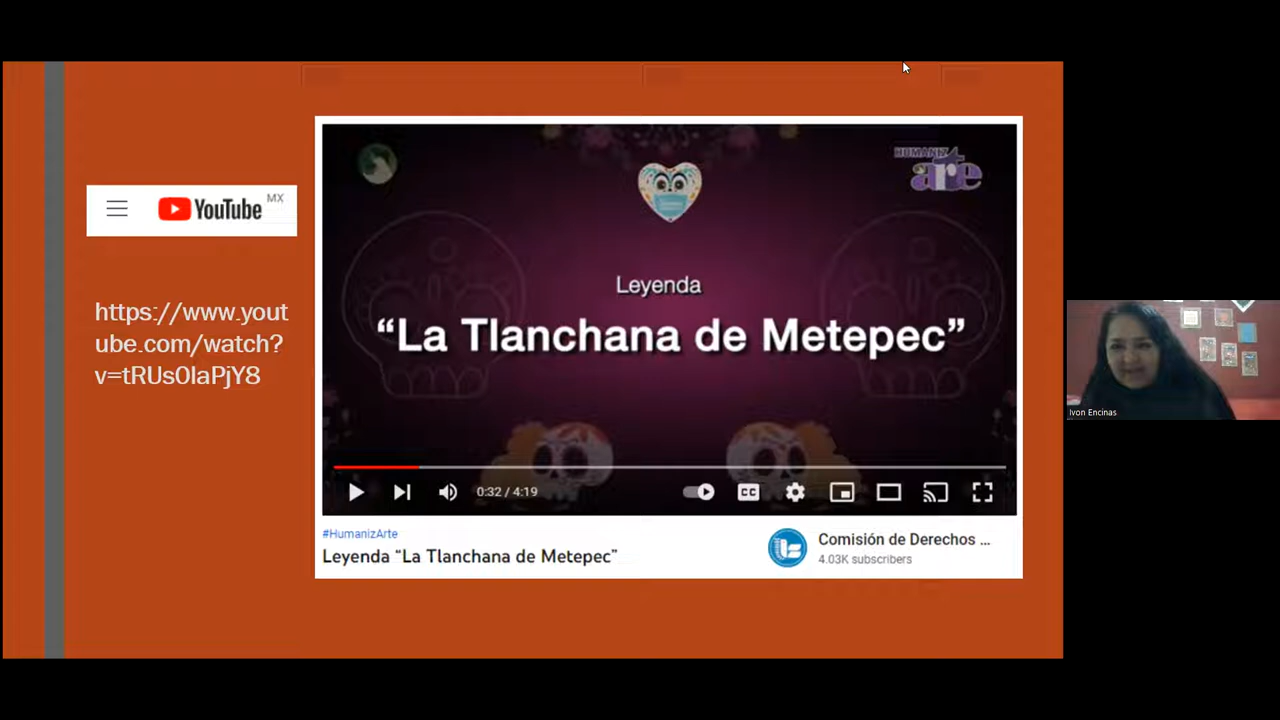 YouTube MX
https://www.yout
ube.com/watch?
v=tRUs0IaPjY8
HUMANIZ
arte
Leyenda
“La Tlanchana de Metepec”
0:32 / 4:19
CC
#HumanizArte
Leyenda “La Tlanchana de Metepec”
Comisión de Derechos ...
4.03K subscribers
Ivon Encinas